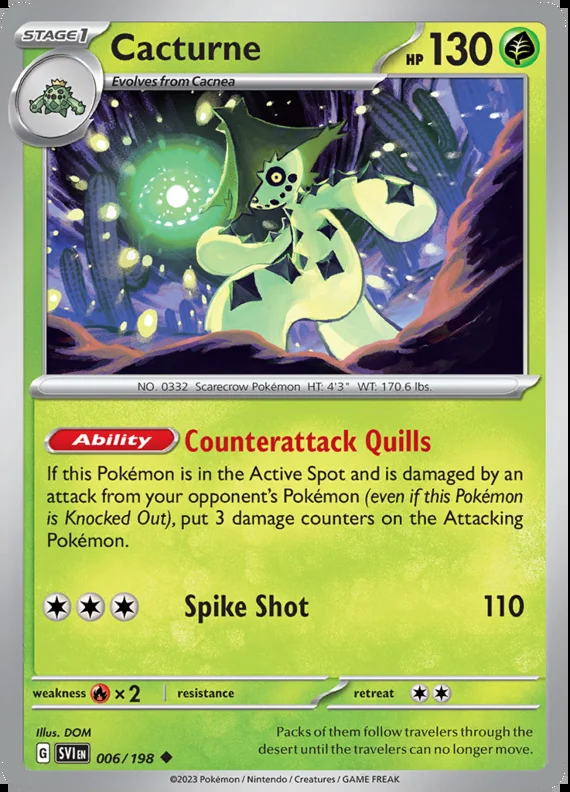 STAGE1
Cacturne
HP 130
Evolves from Cacnea
NO. 0332 Scarecrow Pokémon HT: 4'3" WT: 170.6 lbs.
Ability Counterattack Quills
If this Pokémon is in the Active Spot and is damaged by an
attack from your opponent's Pokémon (even if this Pokémon
is Knocked Out), put 3 damage counters on the Attacking
Pokémon.
Spike Shot 110
weakness ×2 resistance retreat
Illus. DOM
G SVI EN 006/198
Packs of them follow travelers through the
desert until the travelers can no longer move.
©2023 Pokémon / Nintendo / Creatures / GAME FREAK